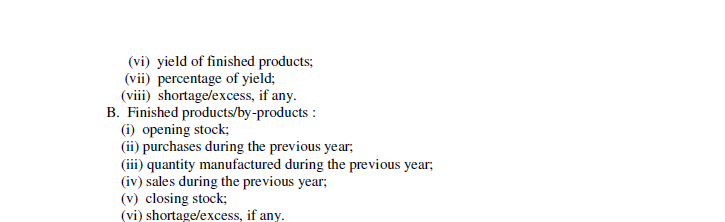 (vi) yield of finished products;
(vii) percentage of yield;
(viii) shortage/excess, if any.
B. Finished products/by-products :
(i) opening stock;
(ii) purchases during the previous year;
(iii) quantity manufactured during the previous year;
(iv) sales during the previous year;
(v) closing stock;
(vi) shortage/excess, if any.